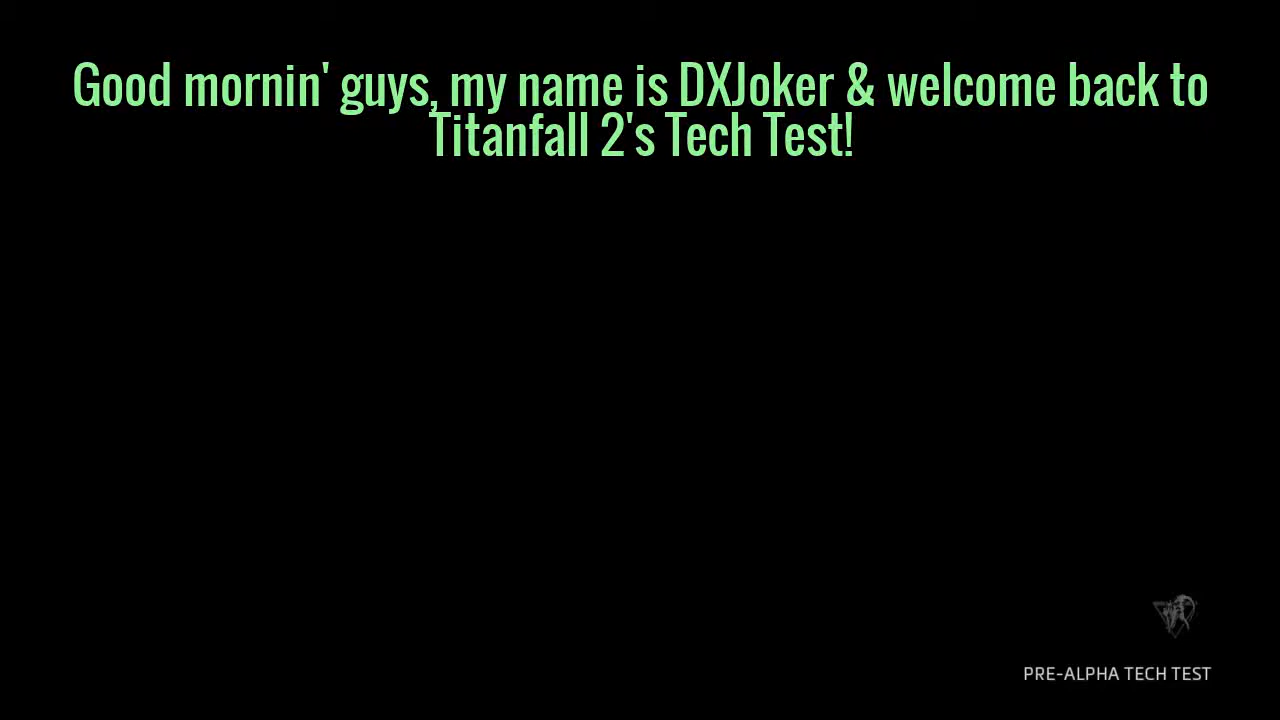 Good mornin' guys, my name is DXJoker & welcome back to
Titanfall 2's Tech Test!
PRE-ALPHA TECH TEST